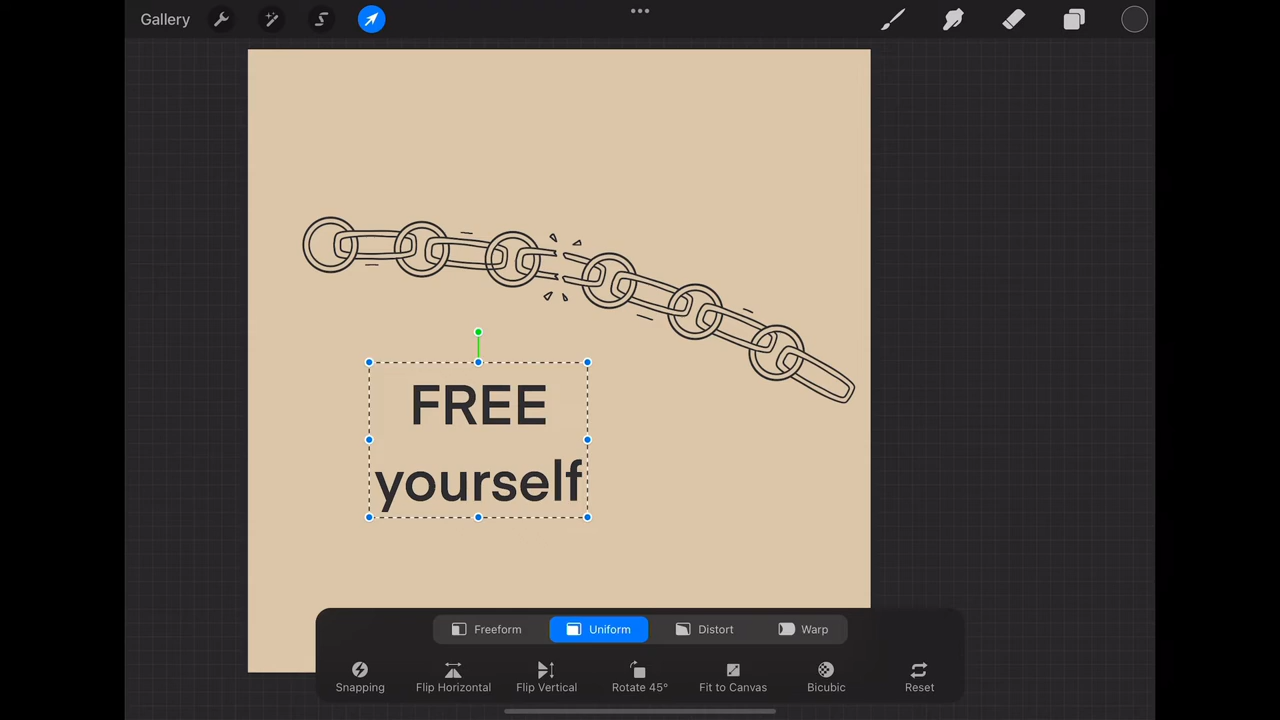 Gallery
FREE
yourself
Freeform Uniform Distort Warp
Snapping Flip Horizontal Flip Vertical Rotate 45° Fit to Canvas Bicubic Reset